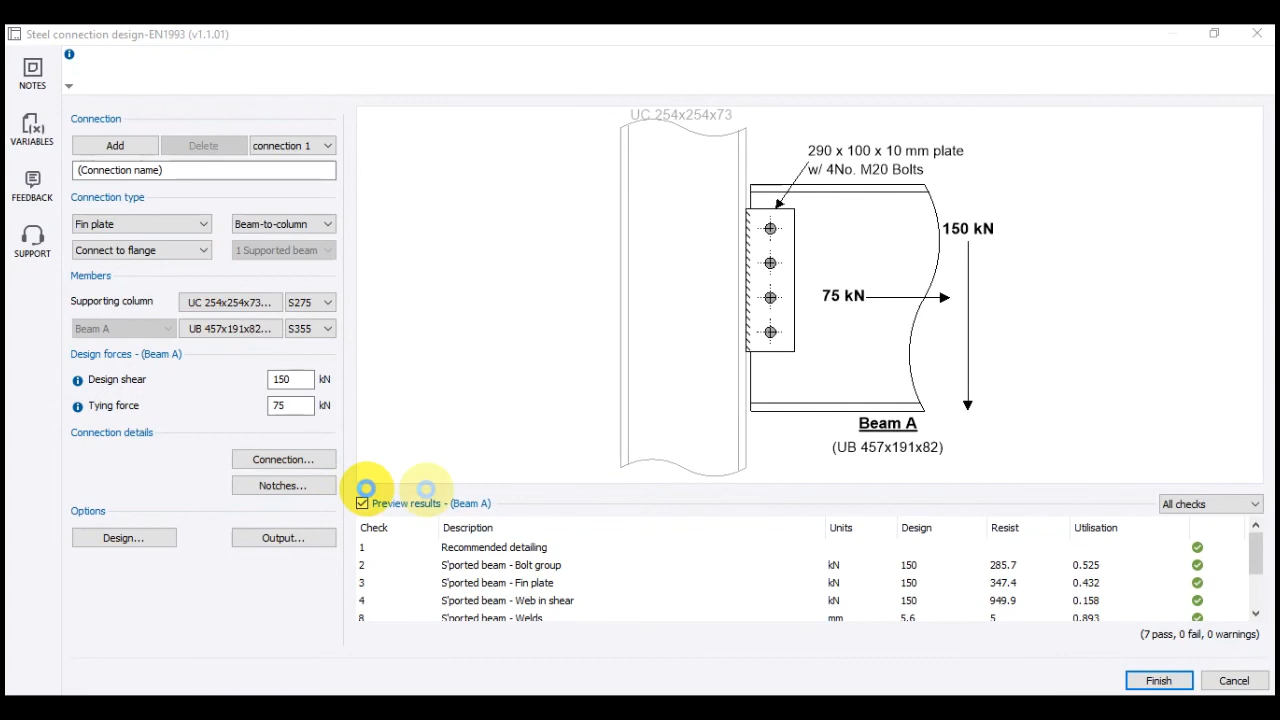 Steel connection design-EN1993 (v1.1.01)
NOTES
VARIABLES
FEEDBACK
SUPPORT
Connection
Add
Delete
connection 1
(Connection name)
Connection type
Fin plate
Beam-to-column
Connect to flange
1 Supported beam
Members
Supporting column
UC 254x254x73...
S275
Beam A
UB 457x191x82...
S355
Design forces - (Beam A)
Design shear
150
kN
Tying force
75
kN
Connection details
Connection...
Notches...
Options
Design...
Output...
UC 254x254x73
290 x 100 x 10 mm plate
w/ 4No. M20 Bolts
150 kN
75 kN
Beam A
(UB 457x191x82)
Preview results - (Beam A)
All checks
Check Description Units Design Resist Utilisation
1 Recommended detailing
2 S'ported beam - Bolt group kN 150 285.7 0.525
3 S'ported beam - Fin plate kN 150 347.4 0.432
4 S'ported beam - Web in shear kN 150 949.9 0.158
8 S'ported beam - Welds mm 5.6 5 0.893
(7 pass, 0 fail, 0 warnings)
Finish
Cancel